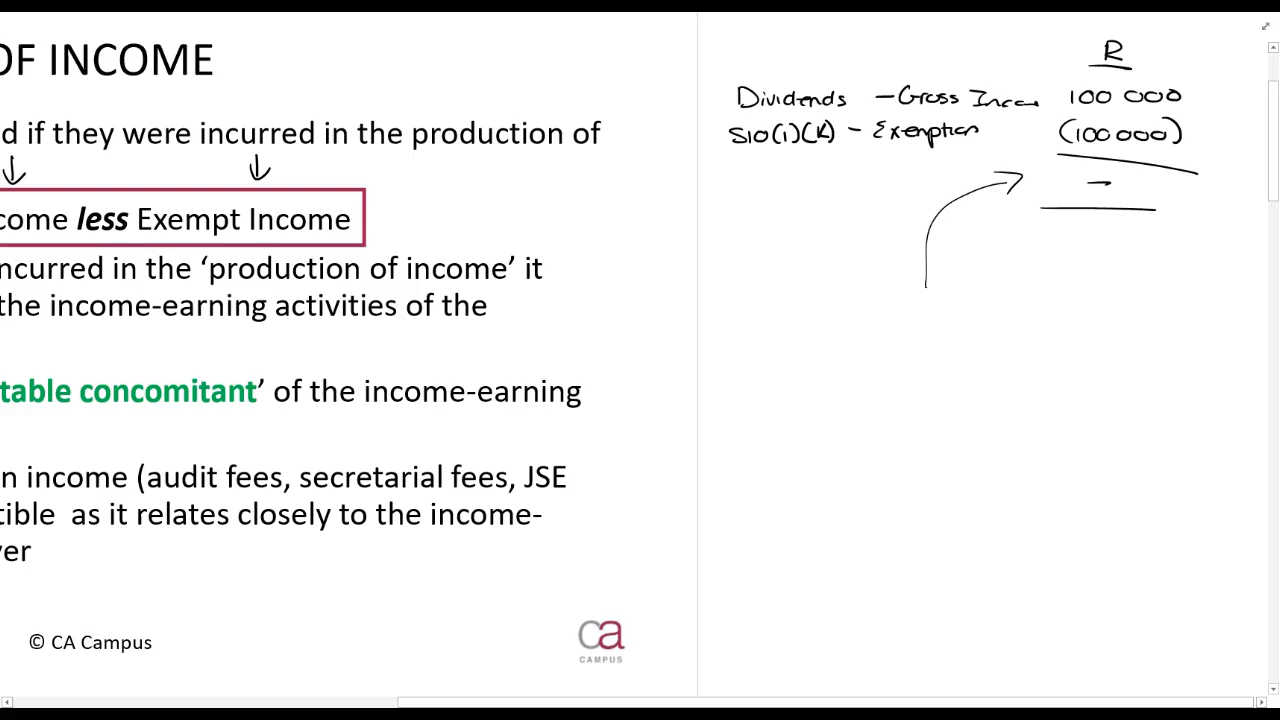 OF INCOME
d if they were incurred in the production of
come less Exempt Income
ncurred in the ‘production of income’ it
the income-earning activities of the
table concomitant’ of the income-earning
n income (audit fees, secretarial fees, JSE
tible as it relates closely to the income-
yer
© CA Campus
ca
CAMPUS
R
Dividends - Gross Income 100 000
S10(1)(k) - Exemption (100 000)
-